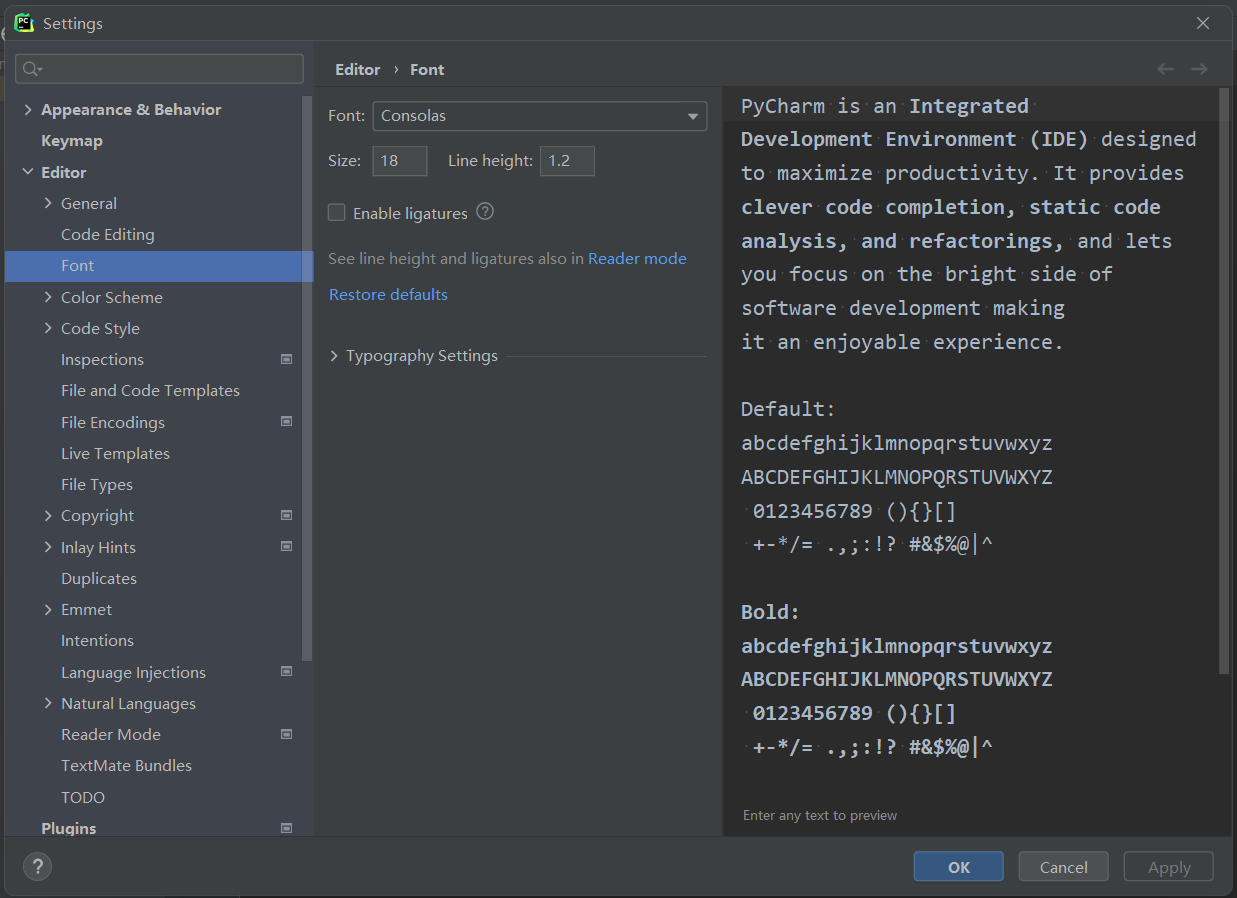 PC
Settings
Appearance & Behavior
Keymap
Editor
General
Code Editing
Font
Color Scheme
Code Style
Inspections
File and Code Templates
File Encodings
Live Templates
File Types
Copyright
Inlay Hints
Duplicates
Emmet
Intentions
Language Injections
Natural Languages
Reader Mode
TextMate Bundles
TODO
Plugins
Editor › Font
Font: Consolas
Size: 18 Line height: 1.2
Enable ligatures ?
See line height and ligatures also in Reader mode
Restore defaults
Typography Settings
PyCharm is an Integrated
Development Environment (IDE) designed
to maximize productivity. It provides
clever code completion, static code
analysis, and refactorings, and lets
you focus on the bright side of
software development making
it an enjoyable experience.
Default:
abcdefghijklmnopqrstuvwxyz
ABCDEFGHIJKLMNOPQRSTUVWXYZ
0123456789 (){}[]
+-*/= .,;:!? #&$%@|^
Bold:
abcdefghijklmnopqrstuvwxyz
ABCDEFGHIJKLMNOPQRSTUVWXYZ
0123456789 (){}[]
+-*/= .,;:!? #&$%@|^
Enter any text to preview
?
OK Cancel Apply